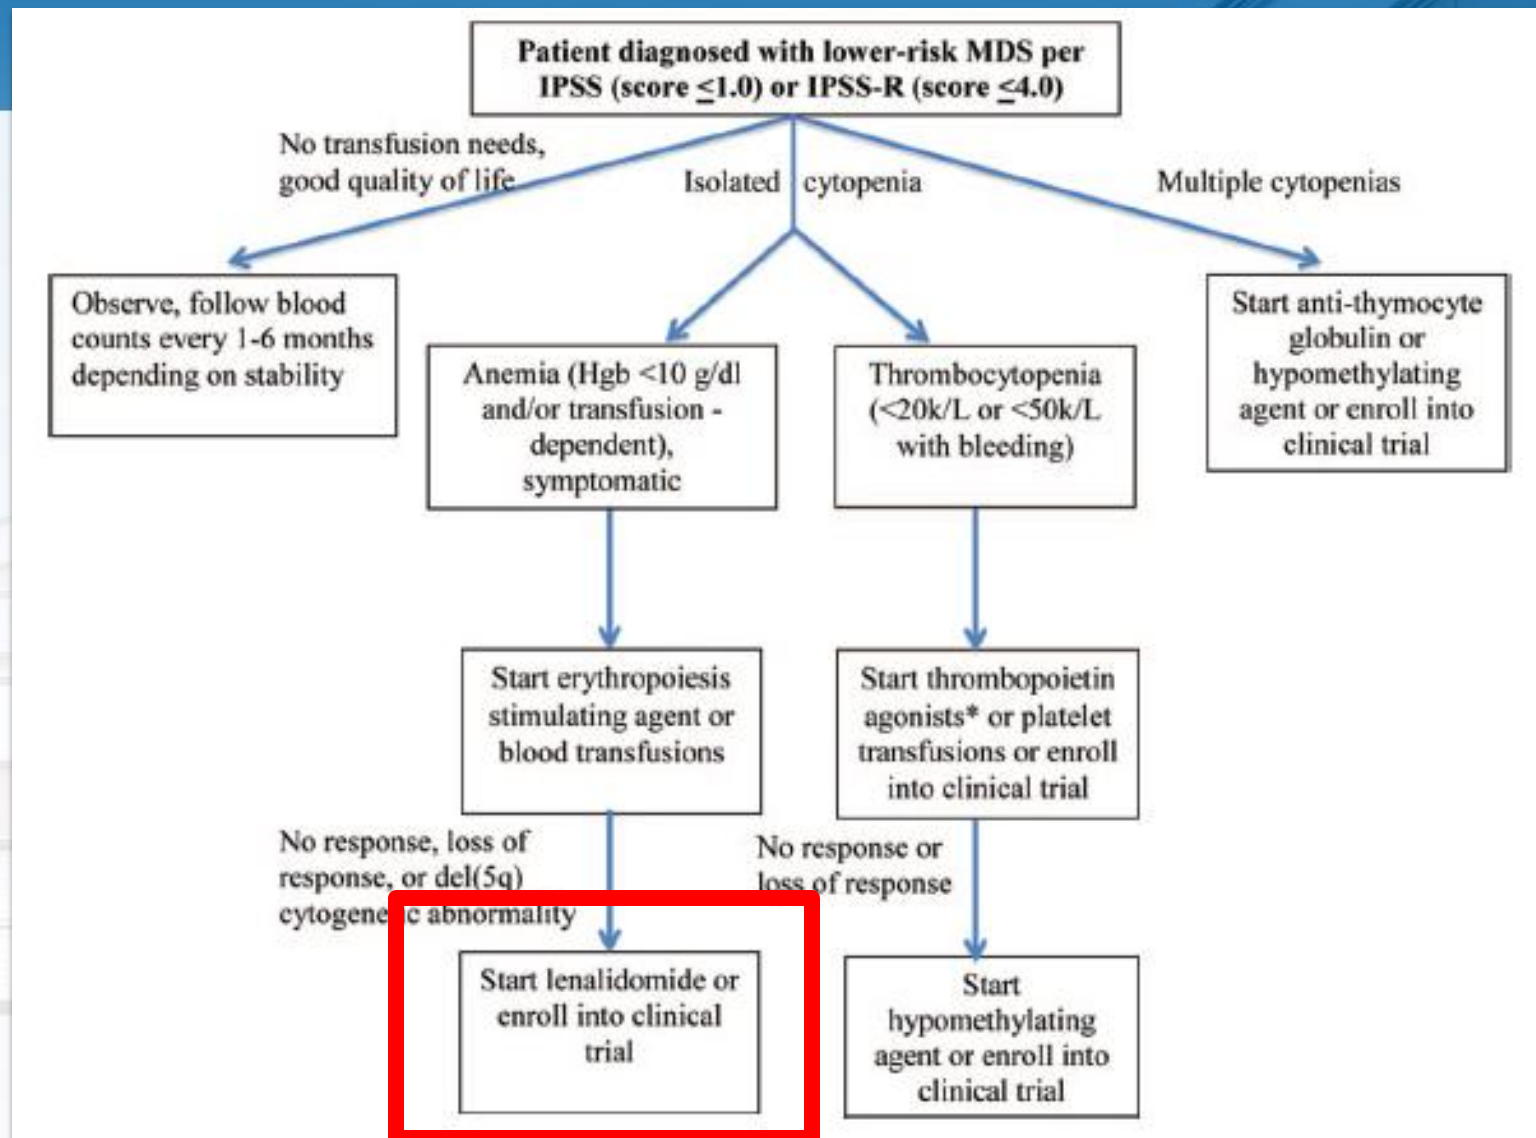 Patient diagnosed with lower-risk MDS per
IPSS (score ≤1.0) or IPSS-R (score ≤4.0)
No transfusion needs,
good quality of life
Isolated cytopenia
Multiple cytopenias
Observe, follow blood
counts every 1-6 months
depending on stability
Anemia (Hgb <10 g/dl
and/or transfusion -
dependent),
symptomatic
Thrombocytopenia
(<20k/L or <50k/L
with bleeding)
Start anti-thymocyte
globulin or
hypomethylating
agent or enroll into
clinical trial
Start erythropoiesis
stimulating agent or
blood transfusions
Start thrombopoietin
agonists* or platelet
transfusions or enroll
into clinical trial
No response, loss of
response, or del(5q)
cytogenetic abnormality
No response or
loss of response
Start lenalidomide or
enroll into clinical
trial
Start
hypomethylating
agent or enroll into
clinical trial